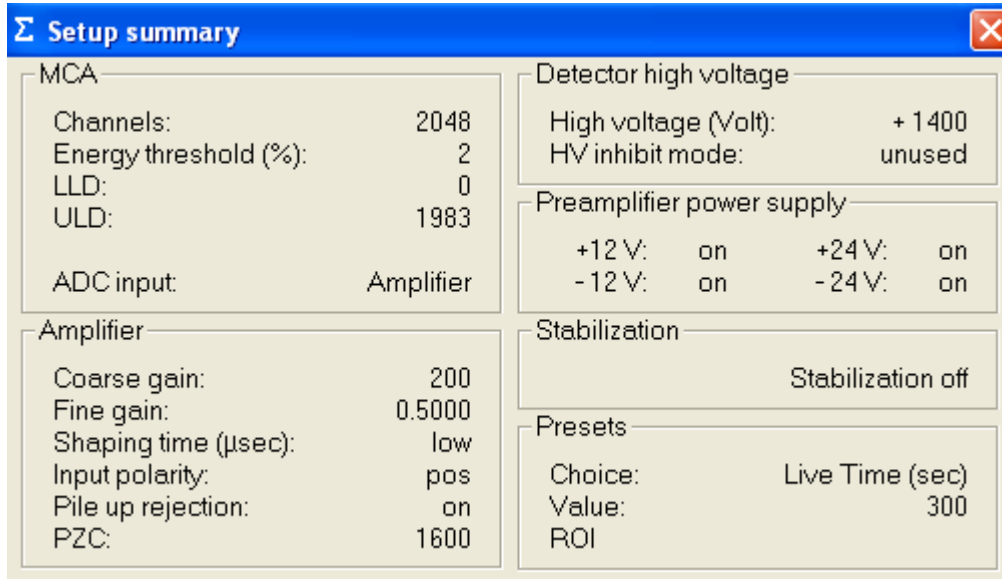 Σ Setup summary
MCA
Channels: 2048
Energy threshold (%): 2
LLD: 0
ULD: 1983
ADC input: Amplifier
Amplifier
Coarse gain: 200
Fine gain: 0.5000
Shaping time (µsec): low
Input polarity: pos
Pile up rejection: on
PZC: 1600
Detector high voltage
High voltage (Volt): + 1400
HV inhibit mode: unused
Preamplifier power supply
+12 V: on +24 V: on
- 12 V: on - 24 V: on
Stabilization
Stabilization off
Presets
Choice: Live Time (sec)
Value: 300
ROI